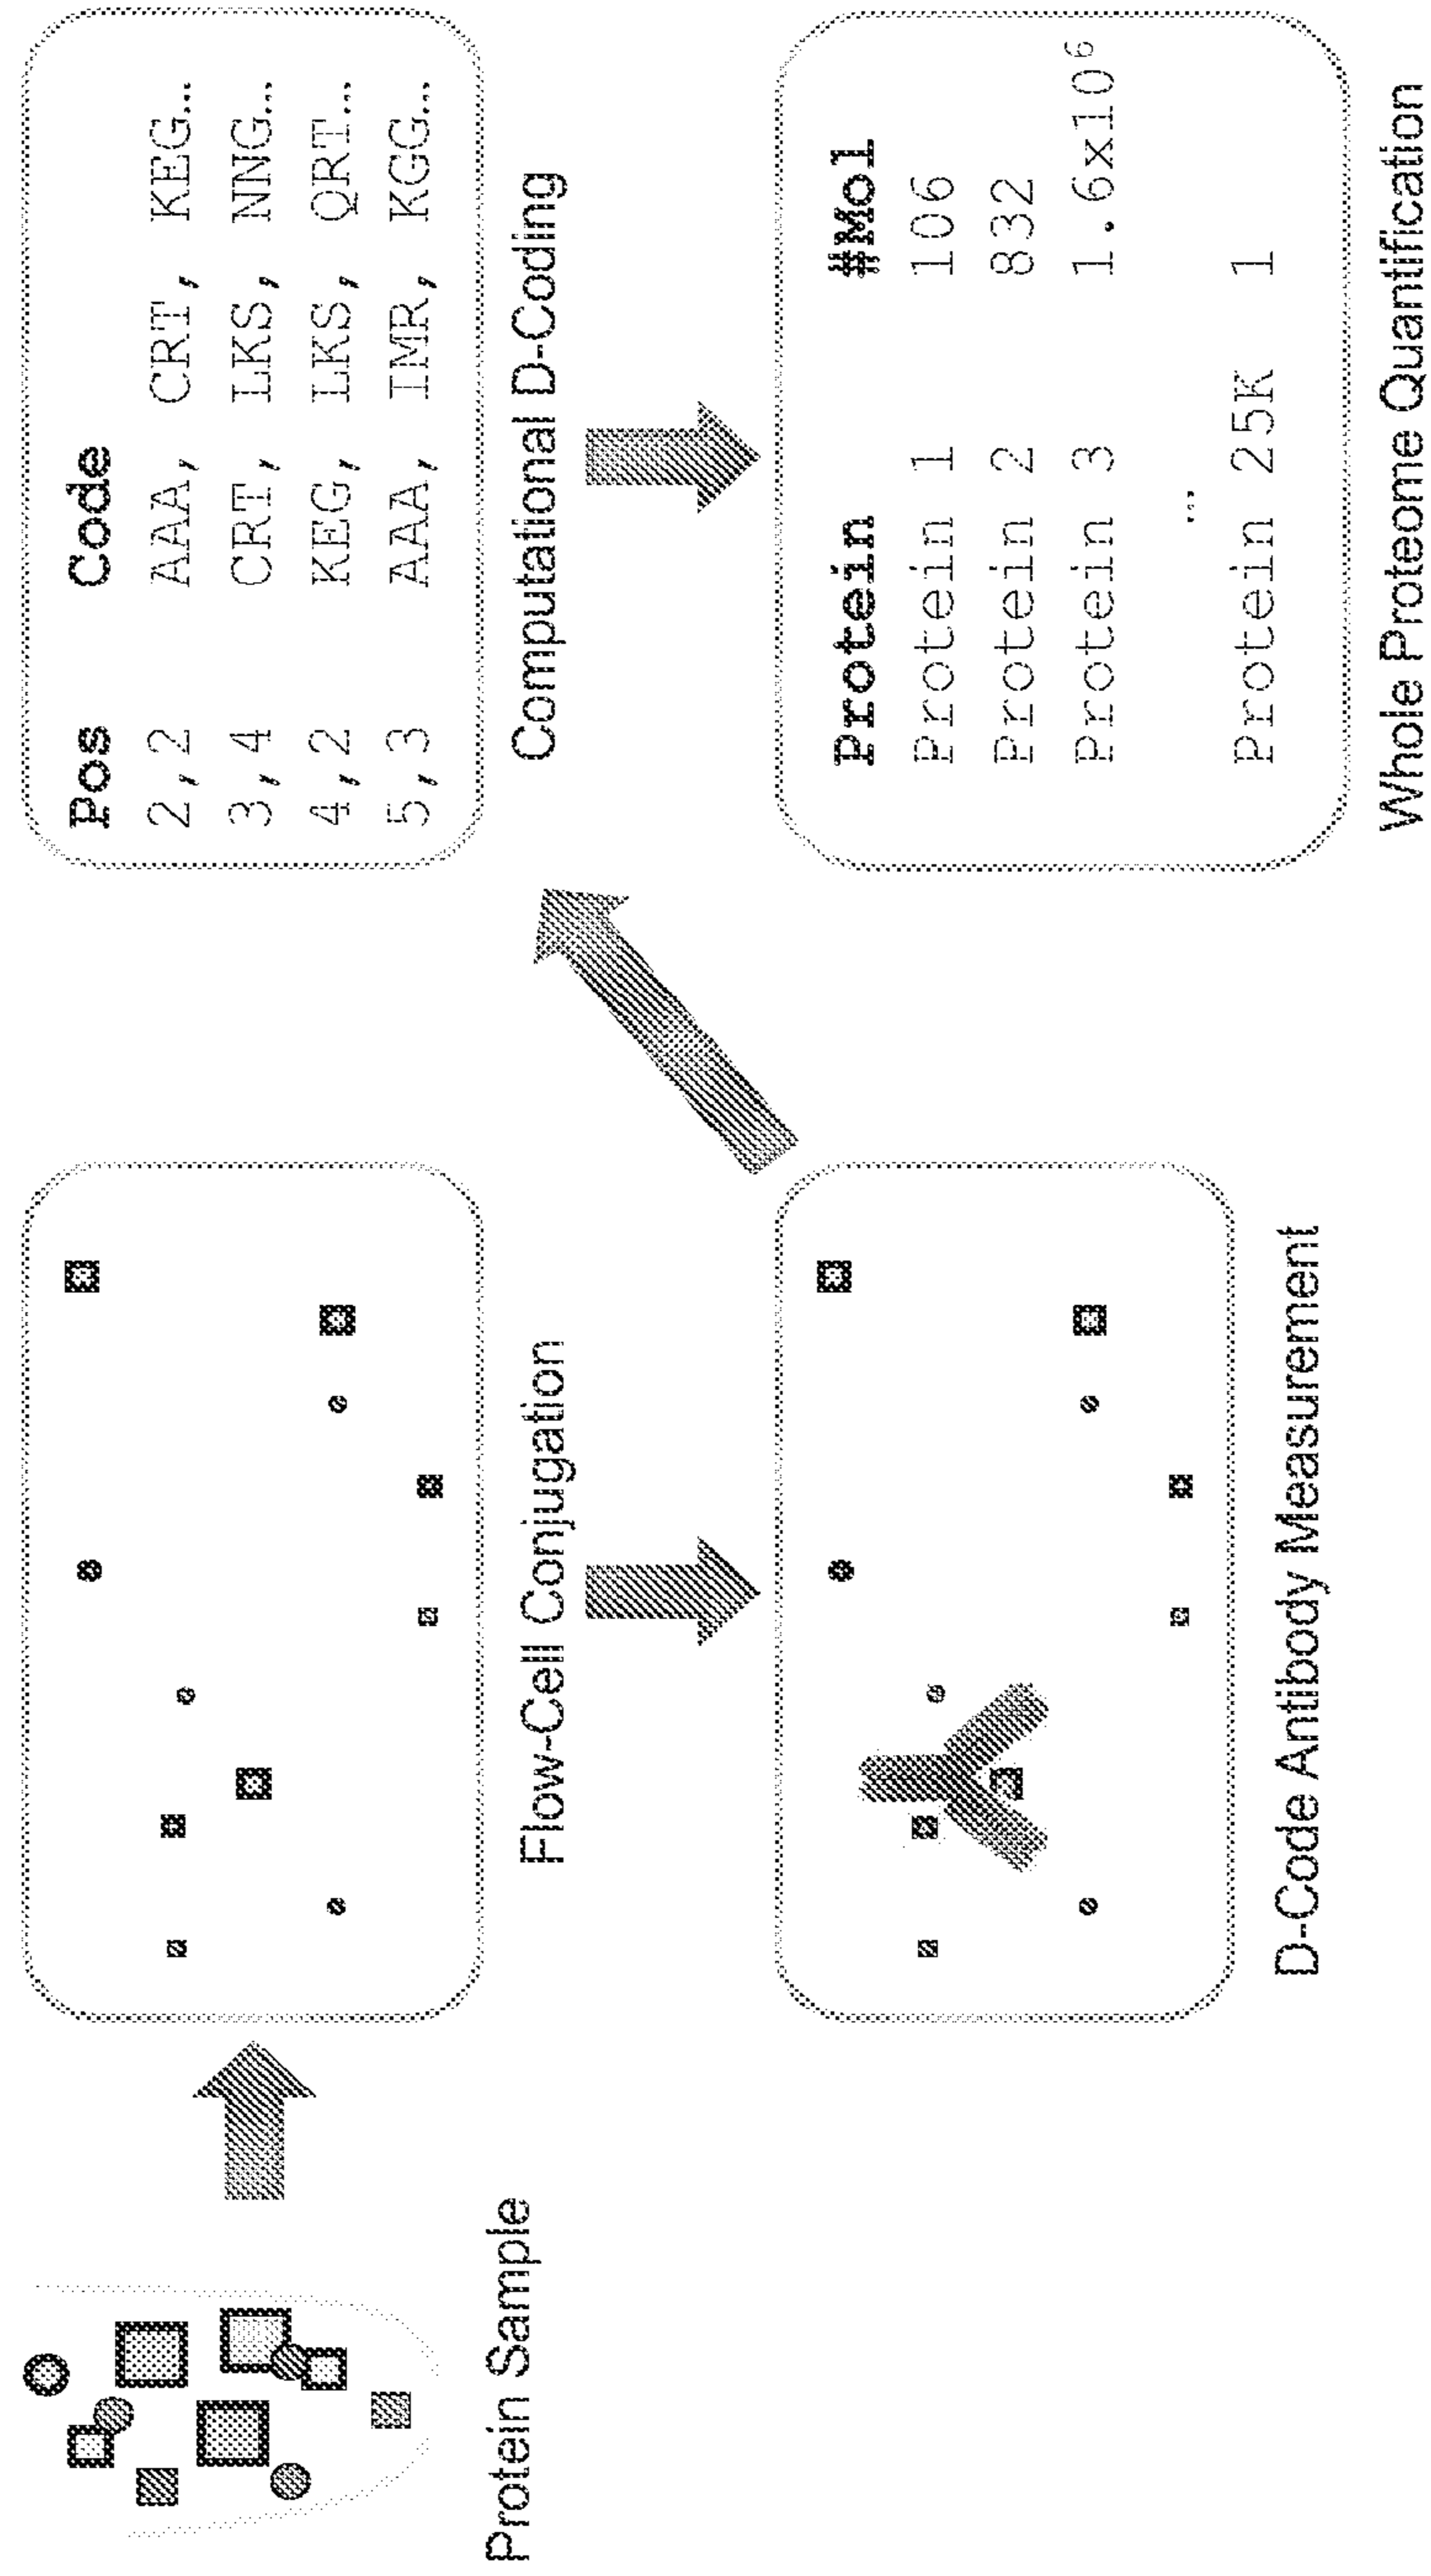 Protein Sample
Flow-Cell Conjugation
D-Code Antibody Measurement
Pos Code
2,2 AAA, CRT, KEG...
3,4 CRT, LKS, NNG...
4,2 KEG, LKS, QRT...
5,3 AAA, IMR, KGG...
Computational D-Coding
Protein #Mol
Protein 1 106
Protein 2 832
Protein 3 1.6x10⁶
...
Protein 25K 1
Whole Proteome Quantification